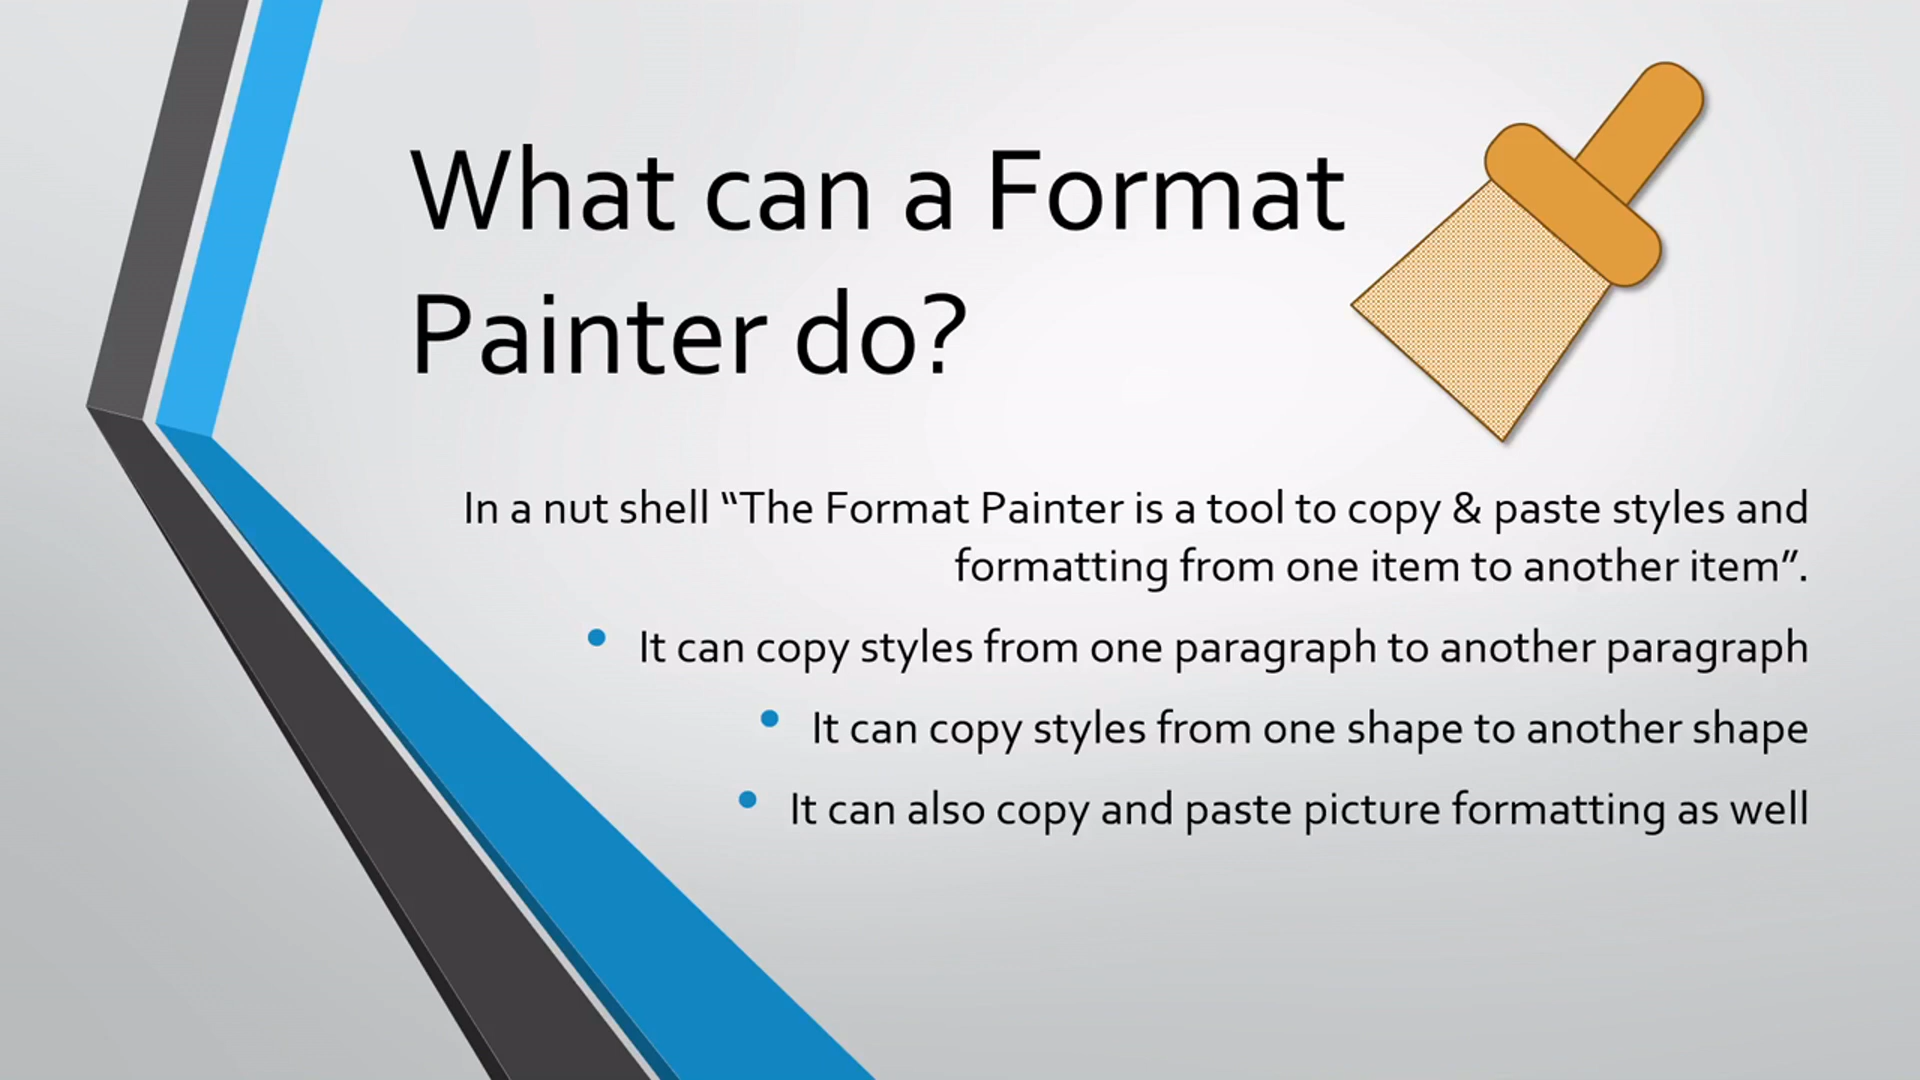 What can a Format
Painter do?
In a nut shell “The Format Painter is a tool to copy & paste styles and
formatting from one item to another item”.
• It can copy styles from one paragraph to another paragraph
• It can copy styles from one shape to another shape
• It can also copy and paste picture formatting as well